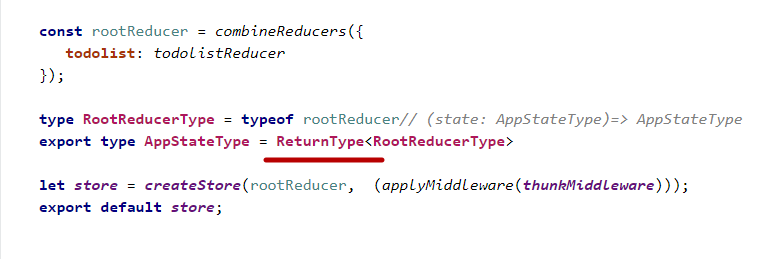 const rootReducer = combineReducers({
todolist: todolistReducer
});
type RootReducerType = typeof rootReducer// (state: AppStateType)=> AppStateType
export type AppStateType = ReturnType<RootReducerType>
let store = createStore(rootReducer,  (applyMiddleware(thunkMiddleware)));
export default store;